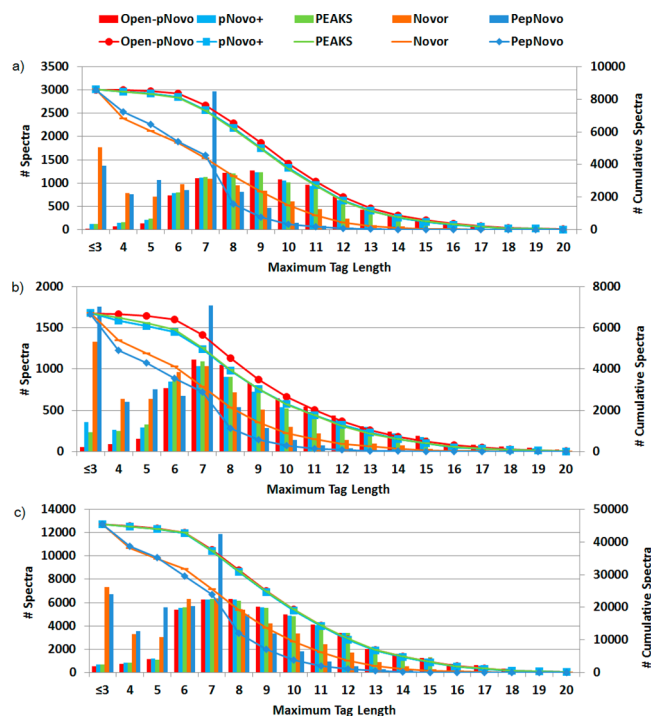 Open-pNovo pNovo+ PEAKS Novor PepNovo
Open-pNovo pNovo+ PEAKS Novor PepNovo
a)
3500 10000
3000
8000
2500
2000 6000
1500 4000
1000
2000
500
0 0
# Spectra
# Cumulative Spectra
≤3 4 5 6 7 8 9 10 11 12 13 14 15 16 17 18 19 20
Maximum Tag Length
b)
2000 8000
1500 6000
1000 4000
500 2000
0 0
# Spectra
# Cumulative Spectra
≤3 4 5 6 7 8 9 10 11 12 13 14 15 16 17 18 19 20
Maximum Tag Length
c)
14000 50000
12000
40000
10000
8000 30000
6000 20000
4000
10000
2000
0 0
# Spectra
# Cumulative Spectra
≤3 4 5 6 7 8 9 10 11 12 13 14 15 16 17 18 19 20
Maximum Tag Length